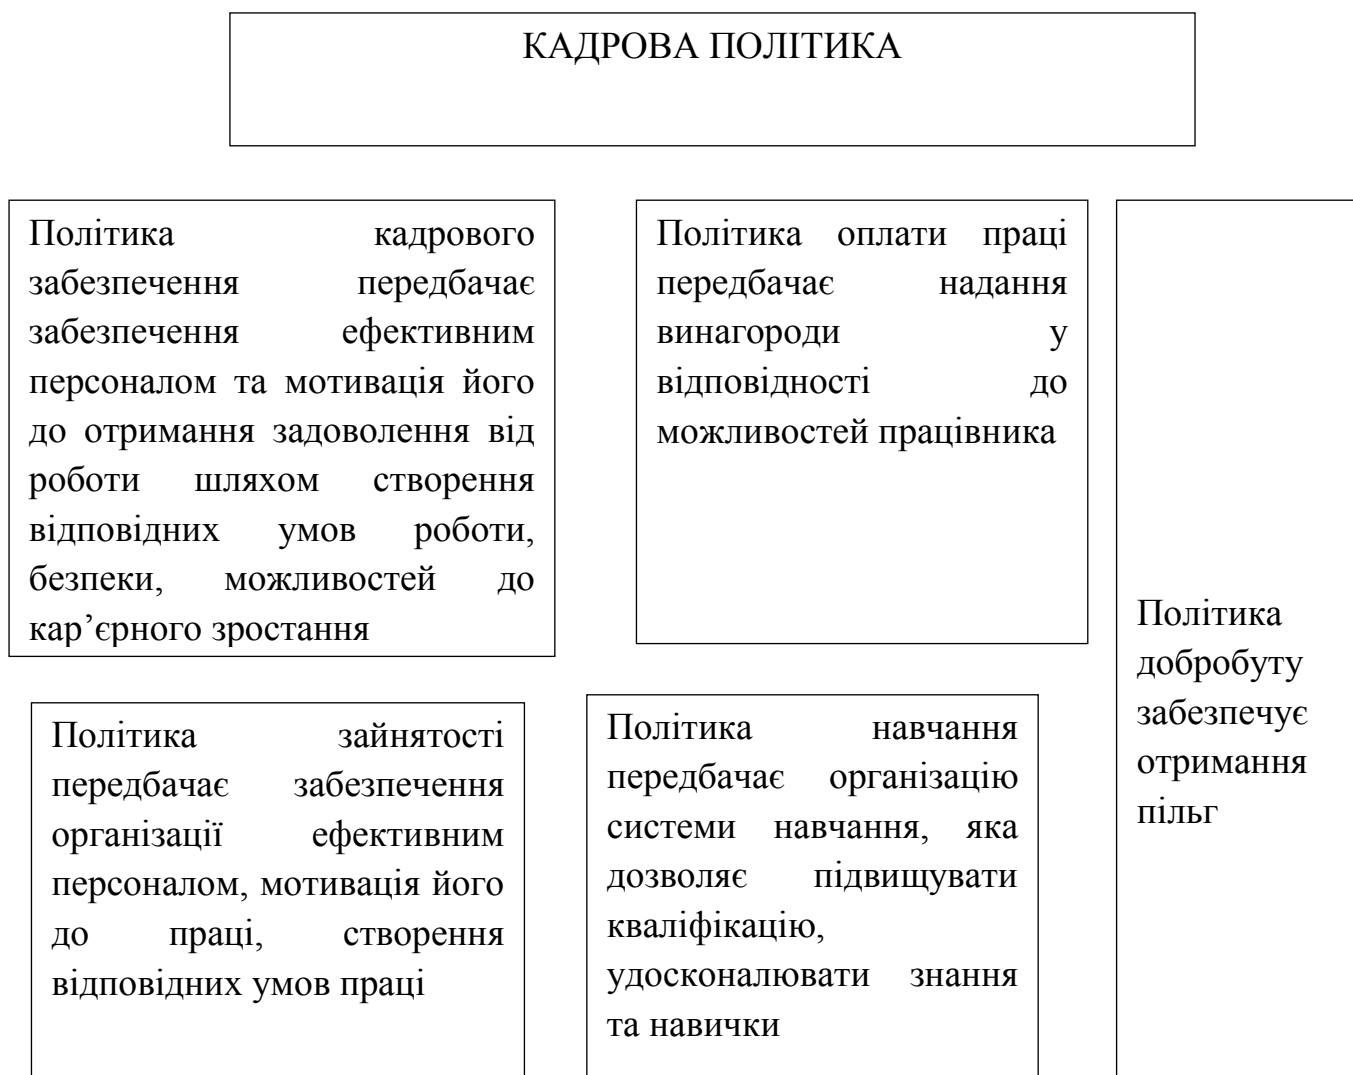 КАДРОВА ПОЛІТИКА
Політика кадрового
забезпечення передбачає
забезпечення ефективним
персоналом та мотивація його
до отримання задоволення від
роботи шляхом створення
відповідних умов роботи,
безпеки, можливостей до
кар’єрного зростання
Політика оплати праці
передбачає надання
винагороди у
відповідності до
можливостей працівника
Політика
добробуту
забезпечує
отримання
пільг
Політика зайнятості
передбачає забезпечення
організації ефективним
персоналом, мотивація його
до праці, створення
відповідних умов праці
Політика навчання
передбачає організацію
системи навчання, яка
дозволяє підвищувати
кваліфікацію,
удосконалювати знання
та навички